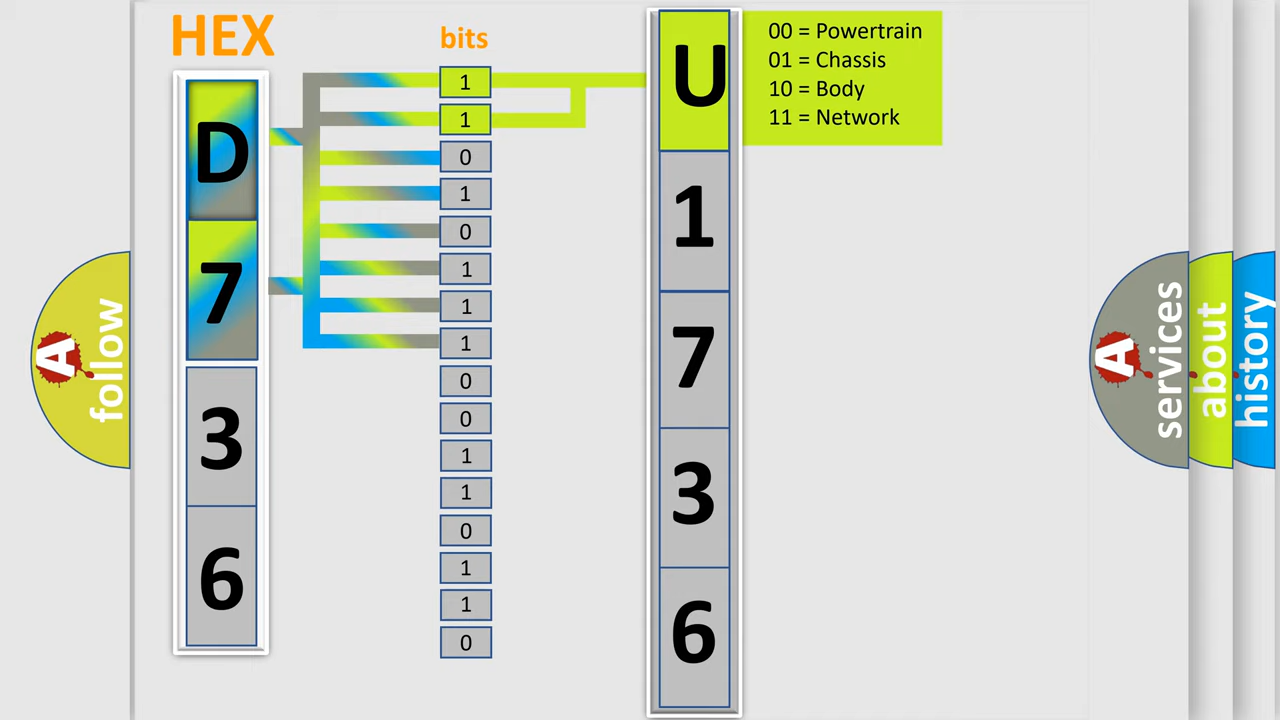 HEX
bits
D
7
3
6
1
1
0
1
0
1
1
1
0
0
1
1
0
1
1
0
U
1
7
3
6
00 = Powertrain
01 = Chassis
10 = Body
11 = Network
A
follow
A
services
about
history